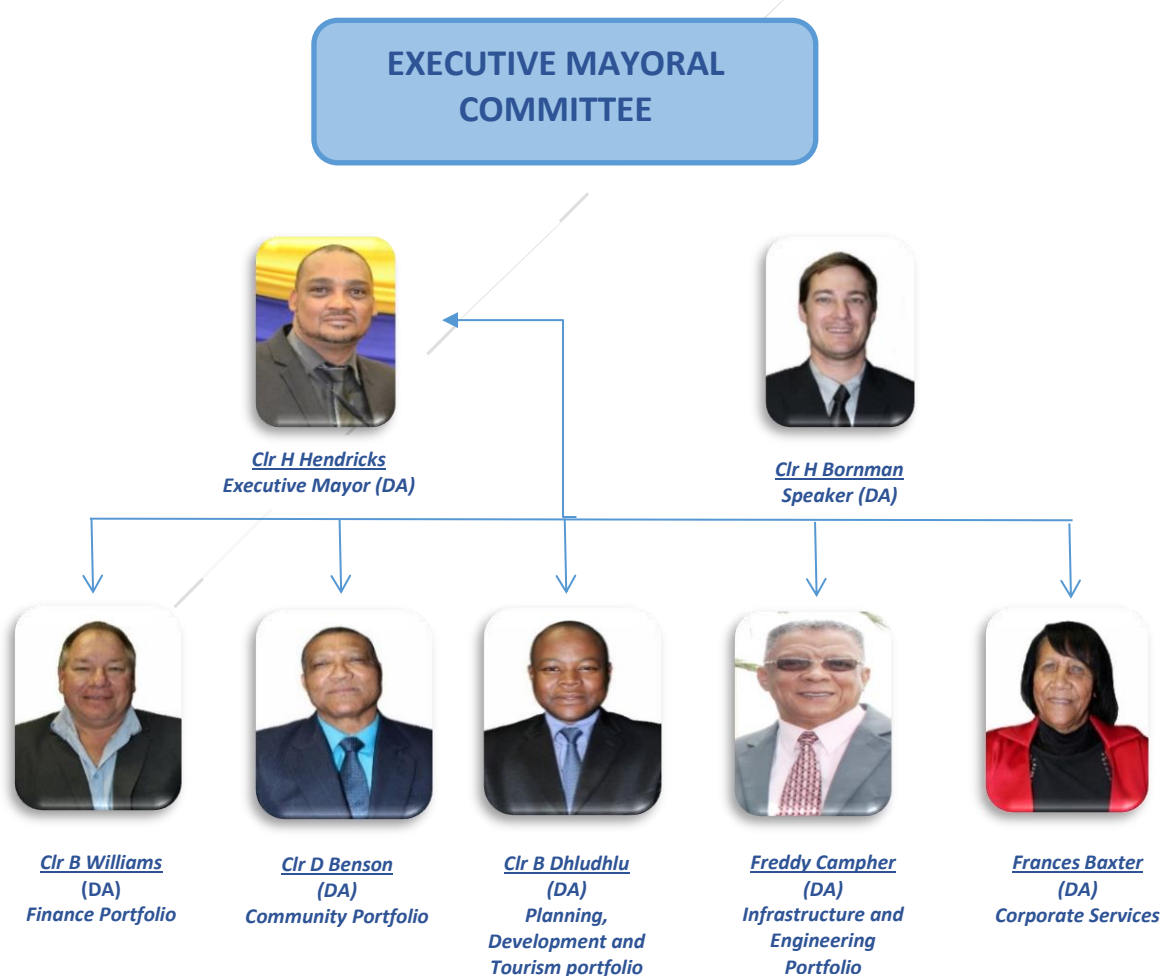 EXECUTIVE MAYORAL
COMMITTEE
Clr H Hendricks
Executive Mayor (DA)
Clr H Bornman
Speaker (DA)
Clr B Williams
(DA)
Finance Portfolio
Clr D Benson
(DA)
Community Portfolio
Clr B Dhludhlu
(DA)
Planning,
Development and
Tourism portfolio
Freddy Campher
(DA)
Infrastructure and
Engineering
Portfolio
Frances Baxter
(DA)
Corporate Services